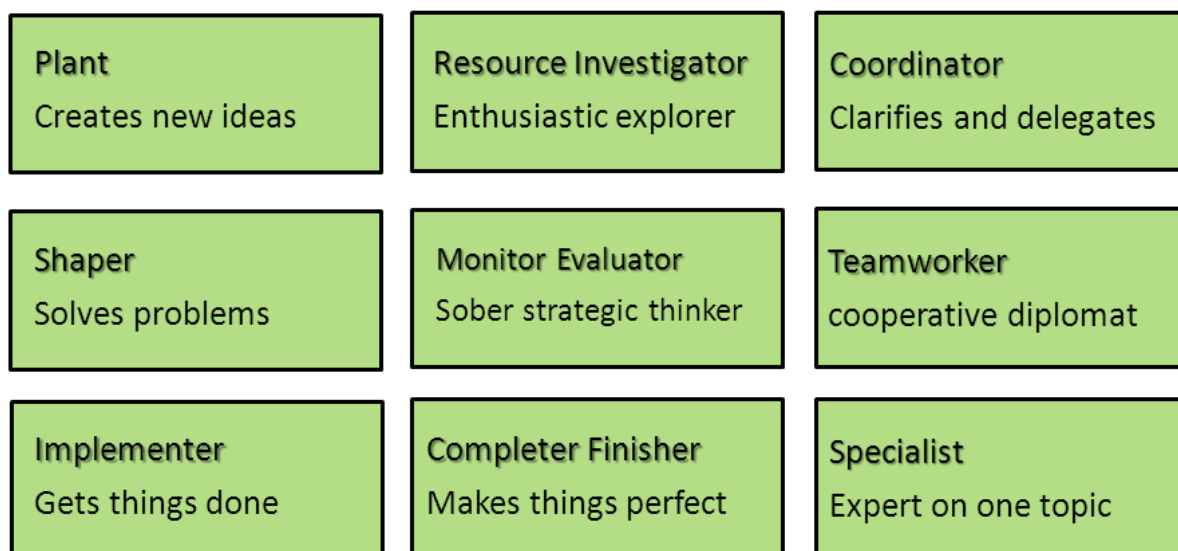 Plant
Creates new ideas
Resource Investigator
Enthusiastic explorer
Coordinator
Clarifies and delegates
Shaper
Solves problems
Monitor Evaluator
Sober strategic thinker
Teamworker
cooperative diplomat
Implementer
Gets things done
Completer Finisher
Makes things perfect
Specialist
Expert on one topic